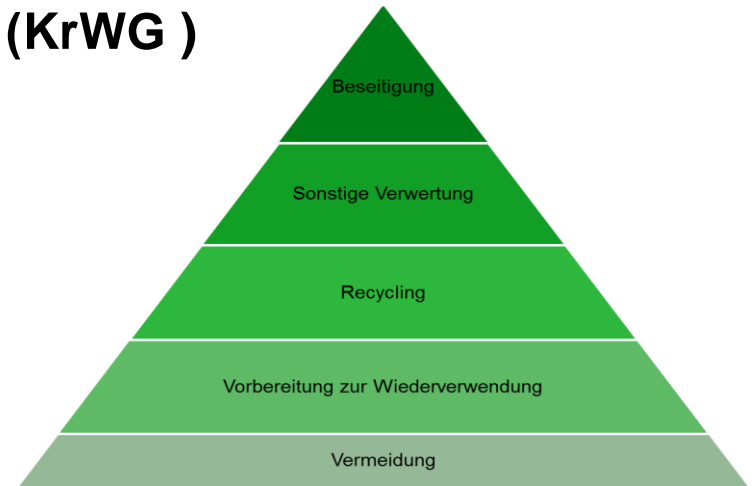 (KrWG )
Beseitigung
Sonstige Verwertung
Recycling
Vorbereitung zur Wiederverwendung
Vermeidung